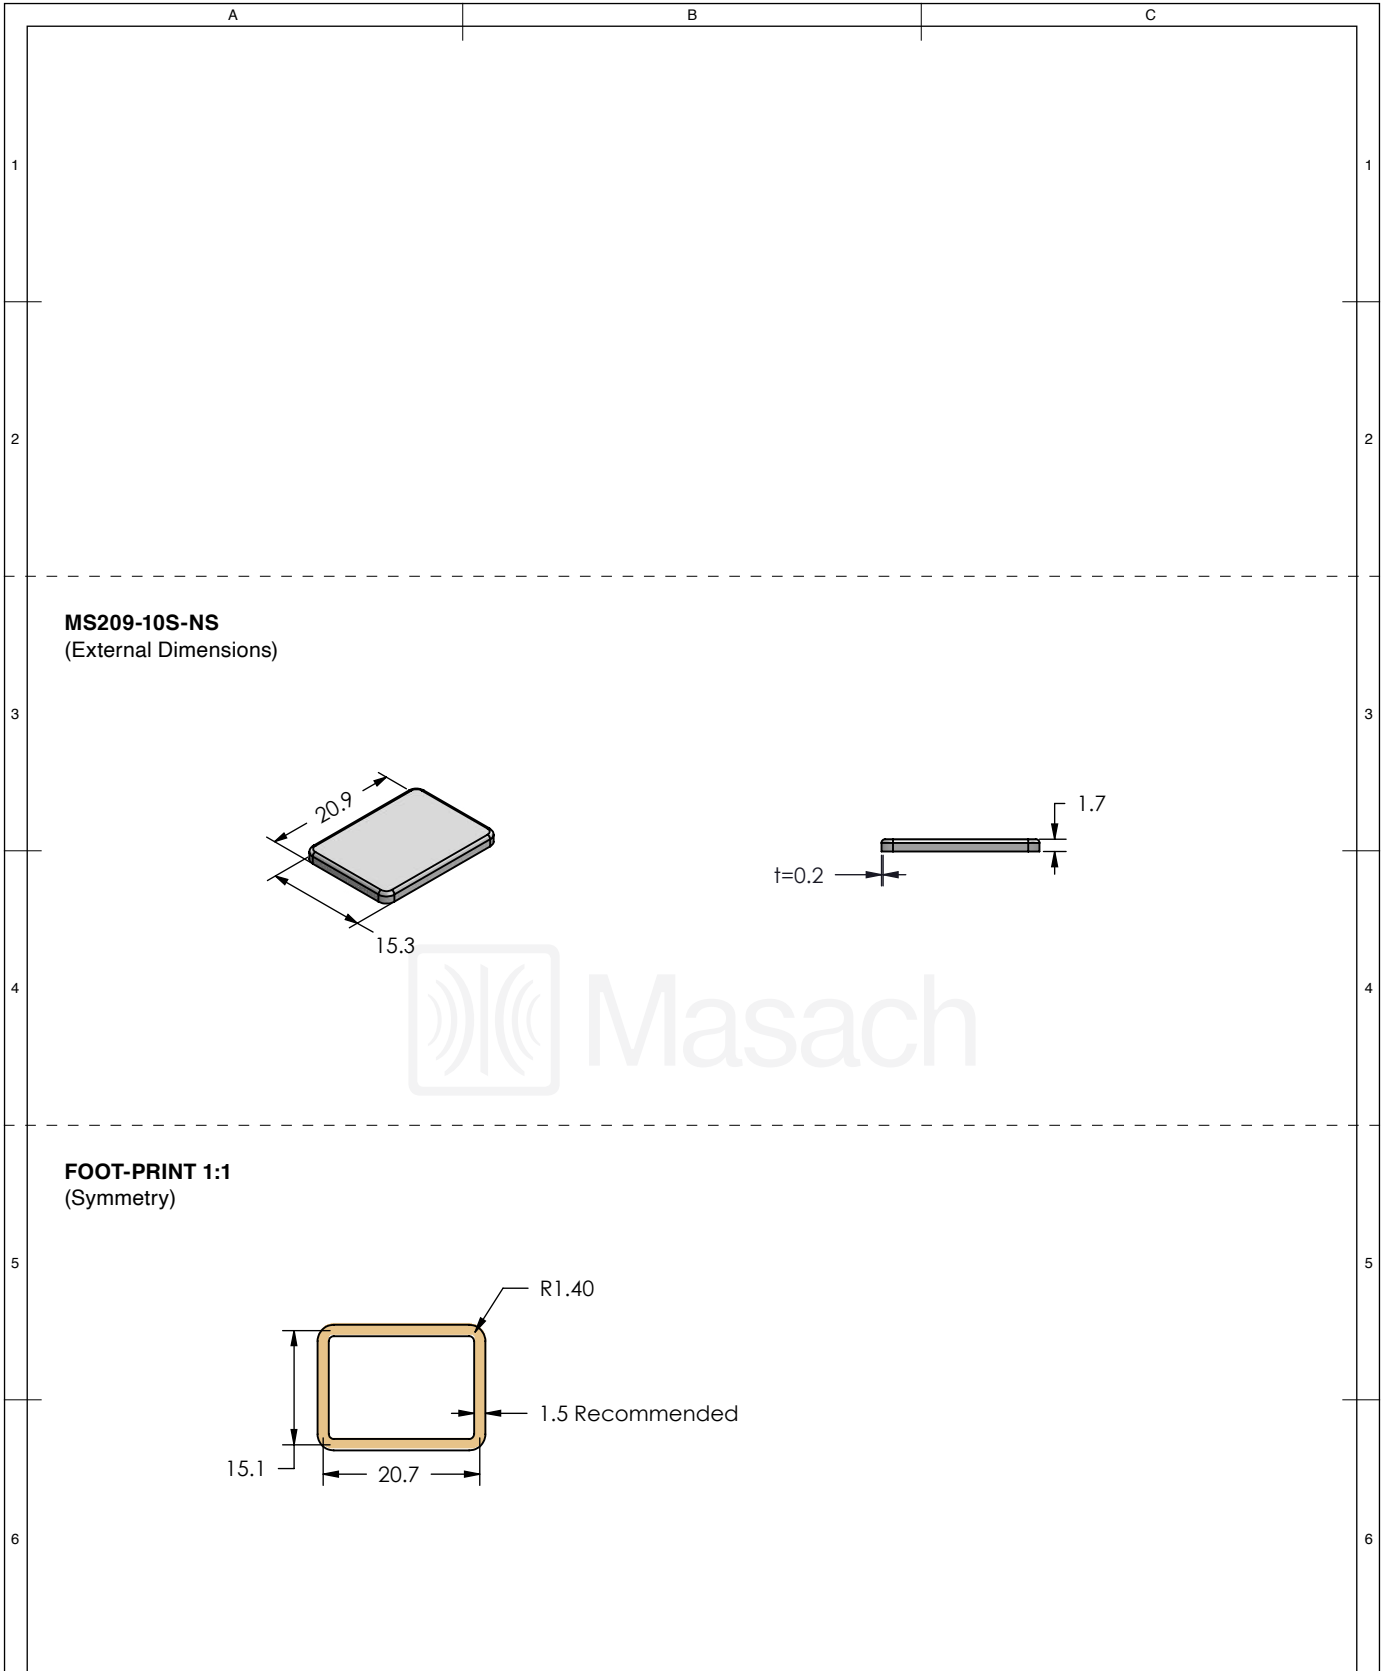 A B C
1 1
2 2
MS209-10S-NS
(External Dimensions)
3 3
20.9
1.7
t=0.2
15.3
4 4
Masach
FOOT-PRINT 1:1
(Symmetry)
5 5
R1.40
1.5 Recommended
15.1
20.7
6 6